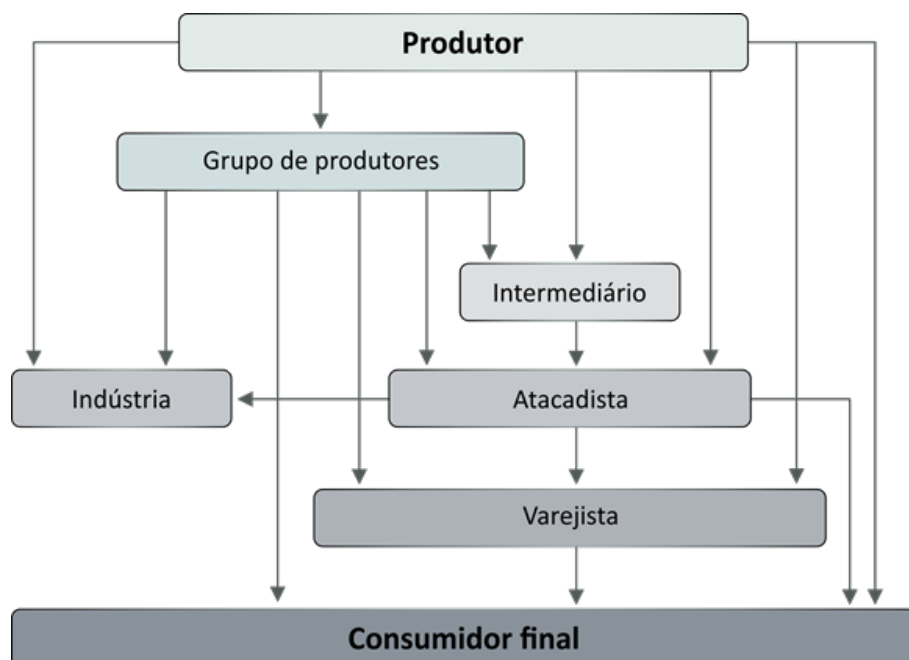 Produtor
Grupo de produtores
Intermediário
Indústria
Atacadista
Varejista
Consumidor final